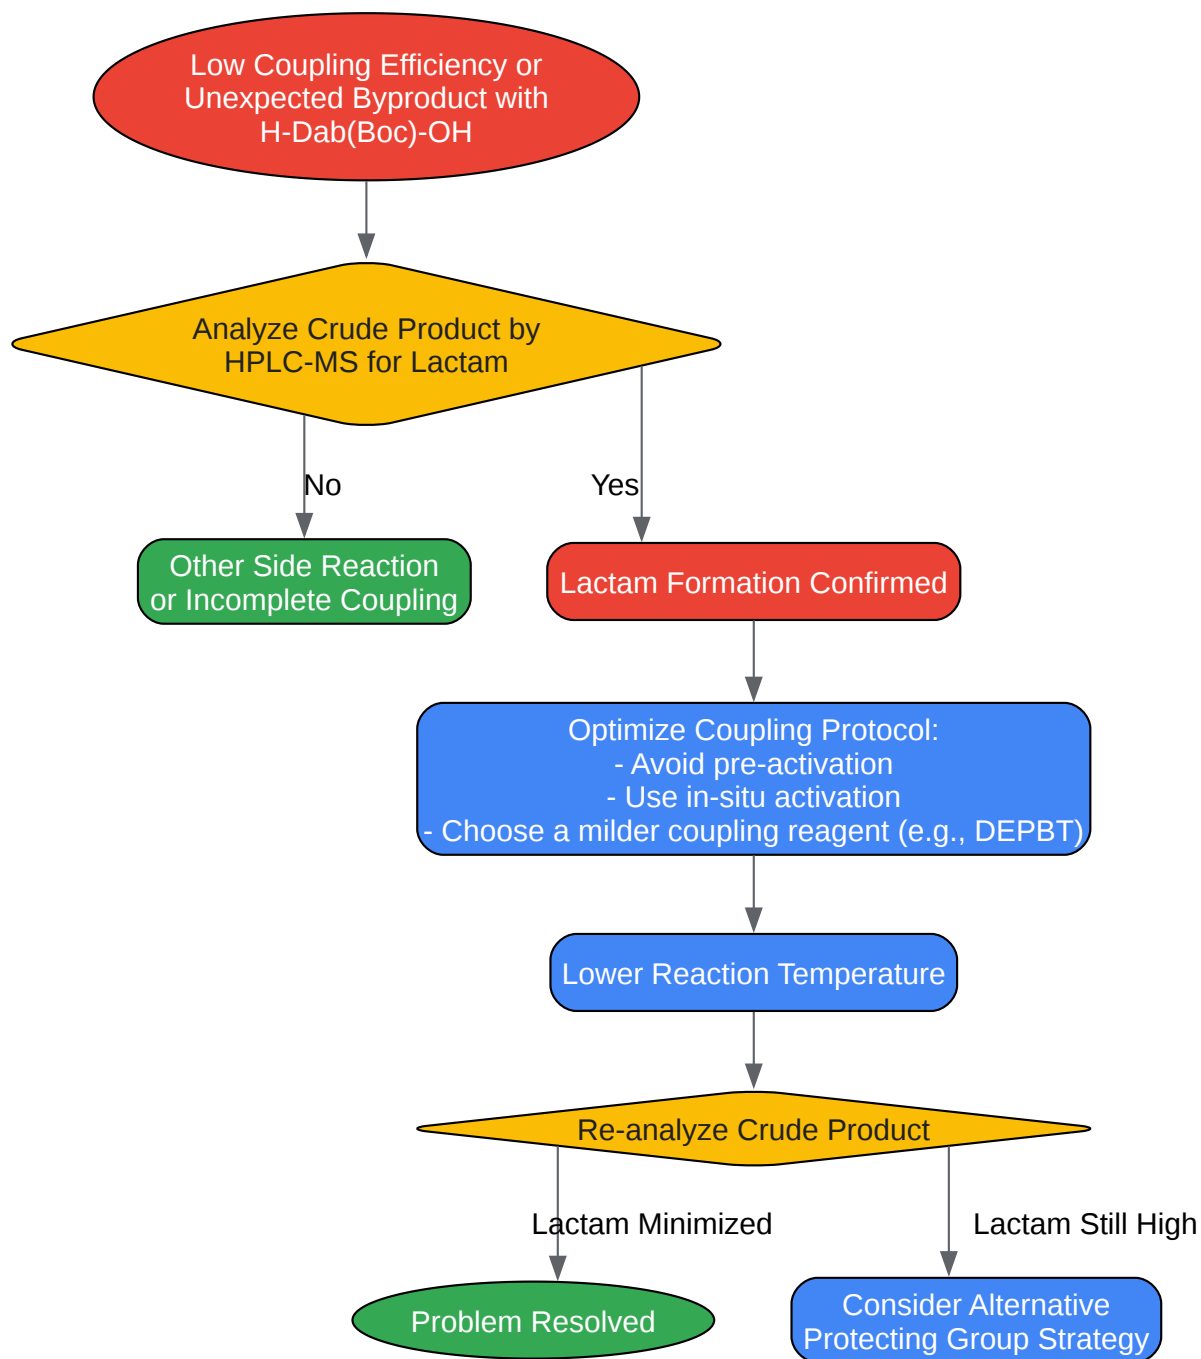 Low Coupling Efficiency or
Unexpected Byproduct with
H-Dab(Boc)-OH
Analyze Crude Product by
HPLC-MS for Lactam
No
Yes
Other Side Reaction
or Incomplete Coupling
Lactam Formation Confirmed
Optimize Coupling Protocol:
- Avoid pre-activation
- Use in-situ activation
- Choose a milder coupling reagent (e.g., DEPBT)
Lower Reaction Temperature
Re-analyze Crude Product
Lactam Minimized
Lactam Still High
Problem Resolved
Consider Alternative
Protecting Group Strategy